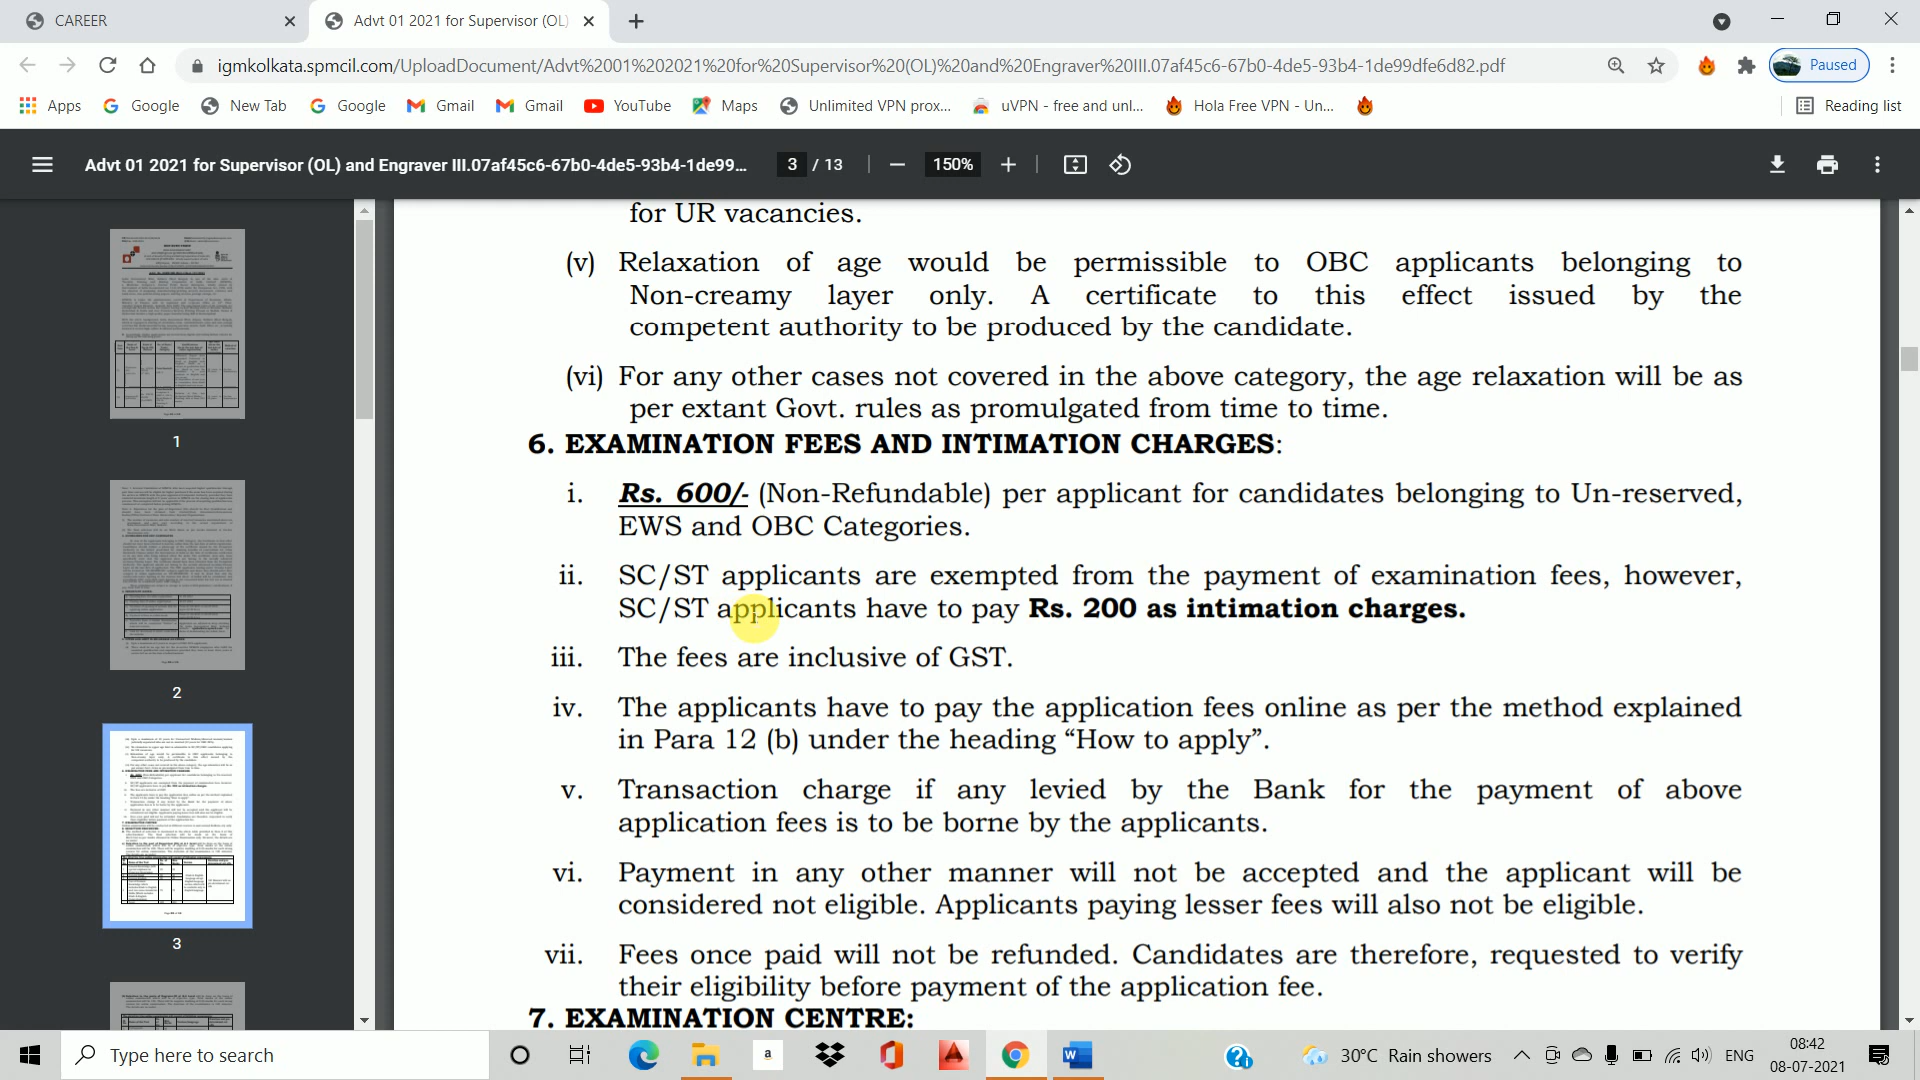 CAREER
Advt 01 2021 for Supervisor (OL)
igmkolkata.spmcil.com/UploadDocument/Advt%2001%202021%20for%20Supervisor%20(OL)%20and%20Engraver%20III.07af45c6-67b0-4de5-93b4-1de99dfe6d82.pdf
Paused
Apps Google New Tab Google Gmail Gmail YouTube Maps Unlimited VPN prox... uVPN - free and unl... Hola Free VPN - Un... Reading list
Advt 01 2021 for Supervisor (OL) and Engraver III.07af45c6-67b0-4de5-93b4-1de99... 3 / 13 150%
1
2
3
for UR vacancies.
(v) Relaxation of age would be permissible to OBC applicants belonging to
Non-creamy layer only. A certificate to this effect issued by the
competent authority to be produced by the candidate.
(vi) For any other cases not covered in the above category, the age relaxation will be as
per extant Govt. rules as promulgated from time to time.
6. EXAMINATION FEES AND INTIMATION CHARGES:
i. Rs. 600/- (Non-Refundable) per applicant for candidates belonging to Un-reserved,
EWS and OBC Categories.
ii. SC/ST applicants are exempted from the payment of examination fees, however,
SC/ST applicants have to pay Rs. 200 as intimation charges.
iii. The fees are inclusive of GST.
iv. The applicants have to pay the application fees online as per the method explained
in Para 12 (b) under the heading “How to apply”.
v. Transaction charge if any levied by the Bank for the payment of above
application fees is to be borne by the applicants.
vi. Payment in any other manner will not be accepted and the applicant will be
considered not eligible. Applicants paying lesser fees will also not be eligible.
vii. Fees once paid will not be refunded. Candidates are therefore, requested to verify
their eligibility before payment of the application fee.
7. EXAMINATION CENTRE:
Type here to search
a
30°C Rain showers
ENG
08:42
08-07-2021